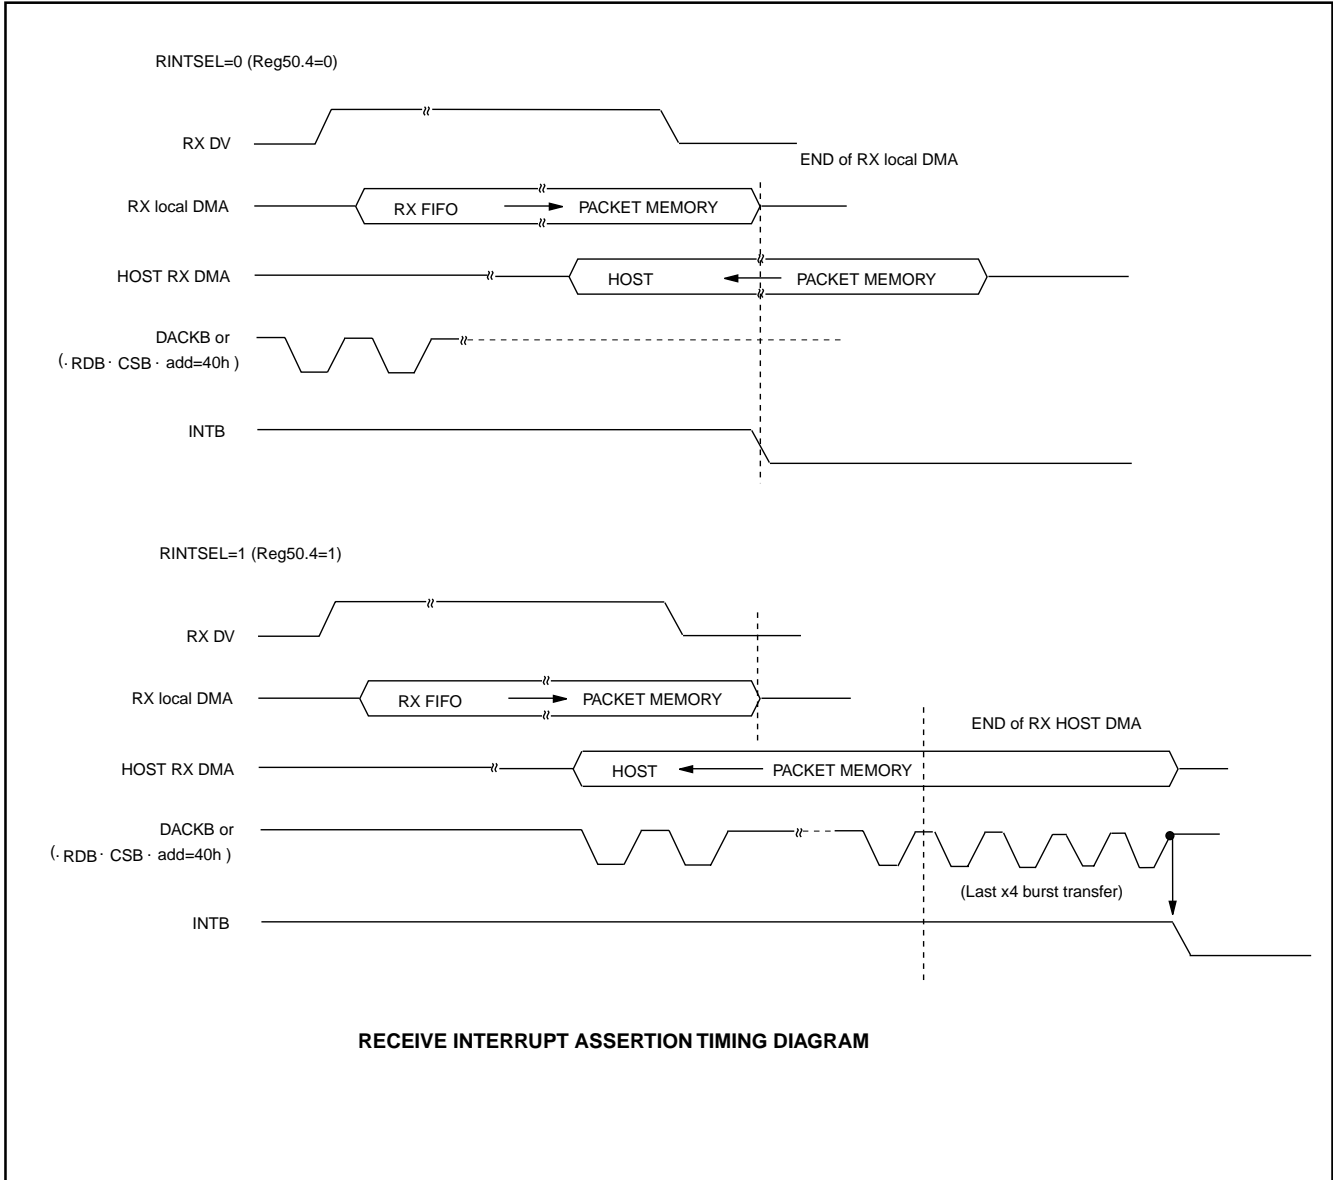 RINTSEL=0 (Reg50.4=0)
RX DV
END of RX local DMA
RX local DMA
RX FIFO
PACKET MEMORY
HOST RX DMA
HOST
PACKET MEMORY
DACKB or
(· RDB · CSB · add=40h )
INTB
RINTSEL=1 (Reg50.4=1)
RX DV
RX local DMA
RX FIFO
PACKET MEMORY
END of RX HOST DMA
HOST RX DMA
HOST
PACKET MEMORY
DACKB or
(· RDB · CSB · add=40h )
(Last x4 burst transfer)
INTB
RECEIVE INTERRUPT ASSERTION TIMING DIAGRAM